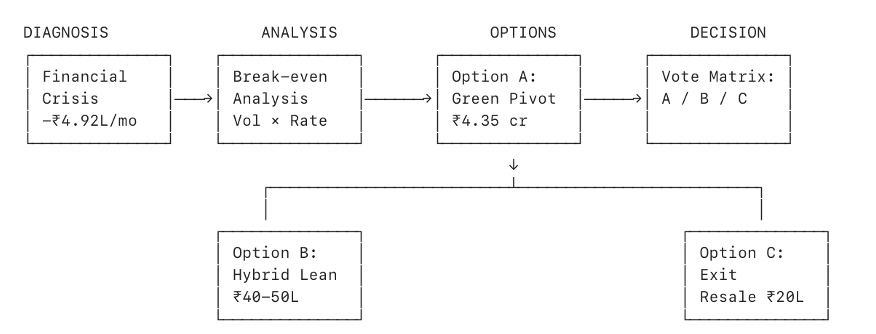 DIAGNOSIS
ANALYSIS
OPTIONS
DECISION
Financial
Crisis
−₹4.92L/mo
Break-even
Analysis
Vol × Rate
Option A:
Green Pivot
₹4.35 cr
Vote Matrix:
A / B / C
Option B:
Hybrid Lean
₹40–50L
Option C:
Exit
Resale ₹20L